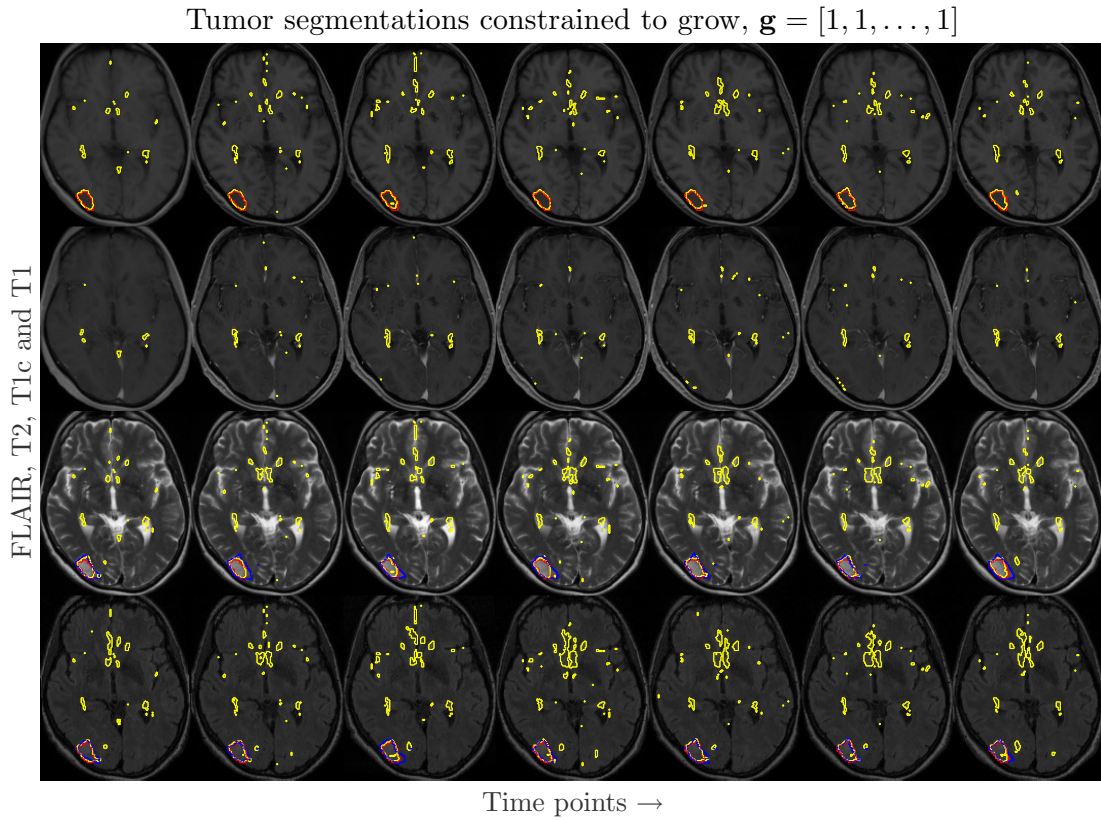 Tumor segmentations constrained to grow, g = [1, 1, . . . , 1]
FLAIR, T2, T1c and T1
Time points →